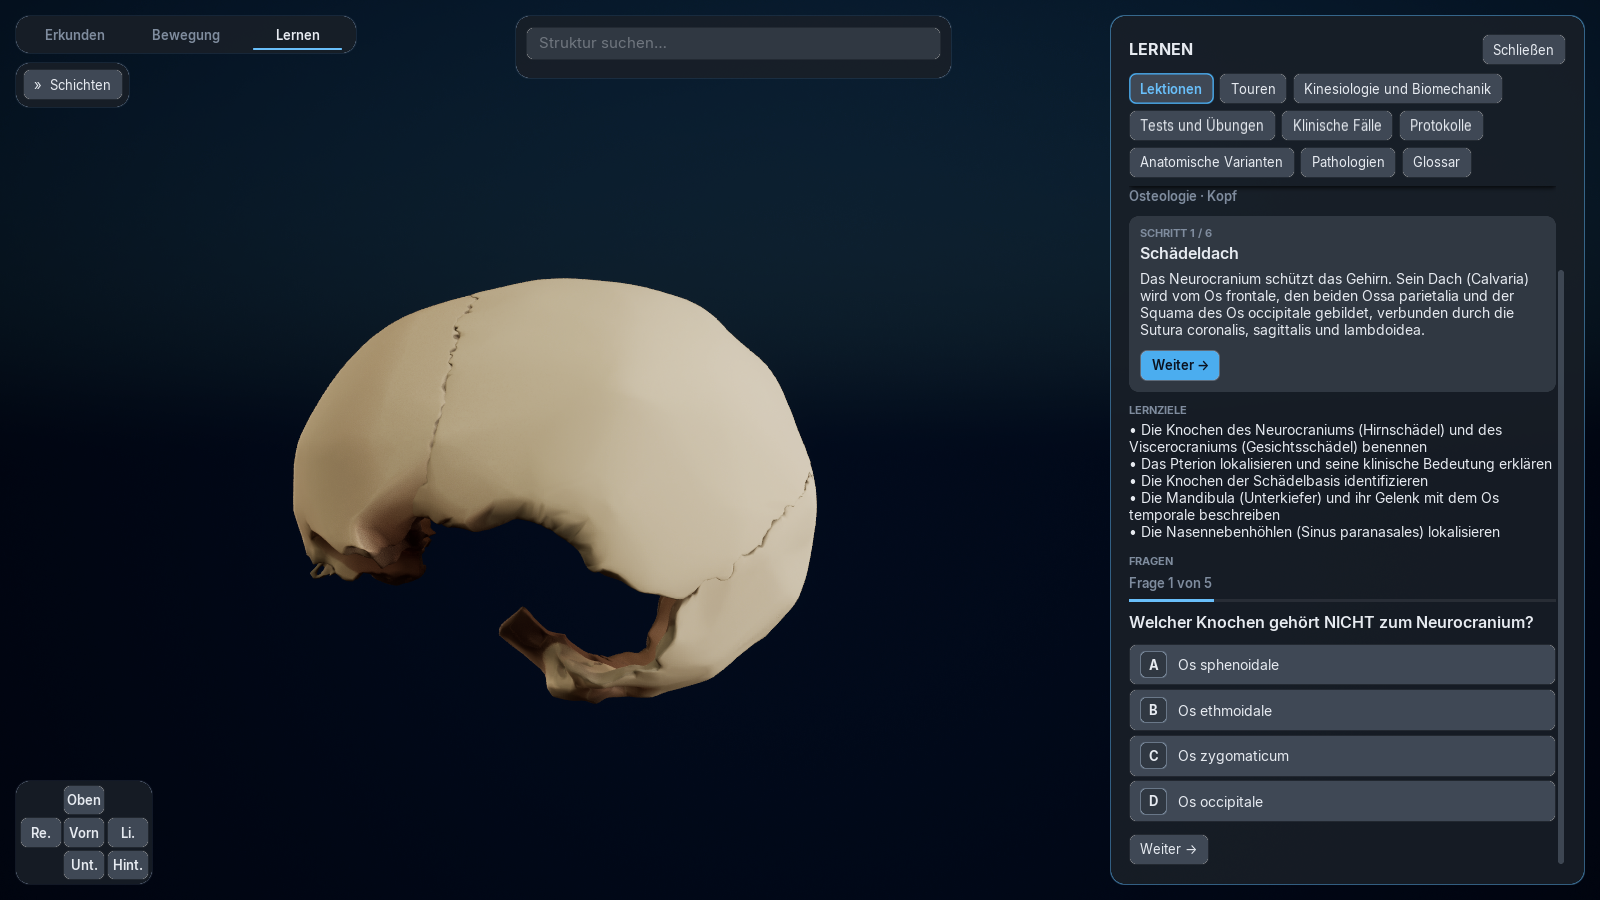 Erkunden
Bewegung
Lernen
» Schichten
Struktur suchen...
LERNEN
Schließen
Lektionen
Touren
Kinesiologie und Biomechanik
Tests und Übungen
Klinische Fälle
Protokolle
Anatomische Varianten
Pathologien
Glossar
Osteologie · Kopf
SCHRITT 1 / 6
Schädeldach
Das Neurocranium schützt das Gehirn. Sein Dach (Calvaria)
wird vom Os frontale, den beiden Ossa parietalia und der
Squama des Os occipitale gebildet, verbunden durch die
Sutura coronalis, sagittalis und lambdoidea.
Weiter →
LERNZIELE
• Die Knochen des Neurocraniums (Hirnschädel) und des
Viscerocraniums (Gesichtsschädel) benennen
• Das Pterion lokalisieren und seine klinische Bedeutung erklären
• Die Knochen der Schädelbasis identifizieren
• Die Mandibula (Unterkiefer) und ihr Gelenk mit dem Os
temporale beschreiben
• Die Nasennebenhöhlen (Sinus paranasales) lokalisieren
FRAGEN
Frage 1 von 5
Welcher Knochen gehört NICHT zum Neurocranium?
A Os sphenoidale
B Os ethmoidale
C Os zygomaticum
D Os occipitale
Weiter →
Oben
Re.
Vorn
Li.
Unt.
Hint.